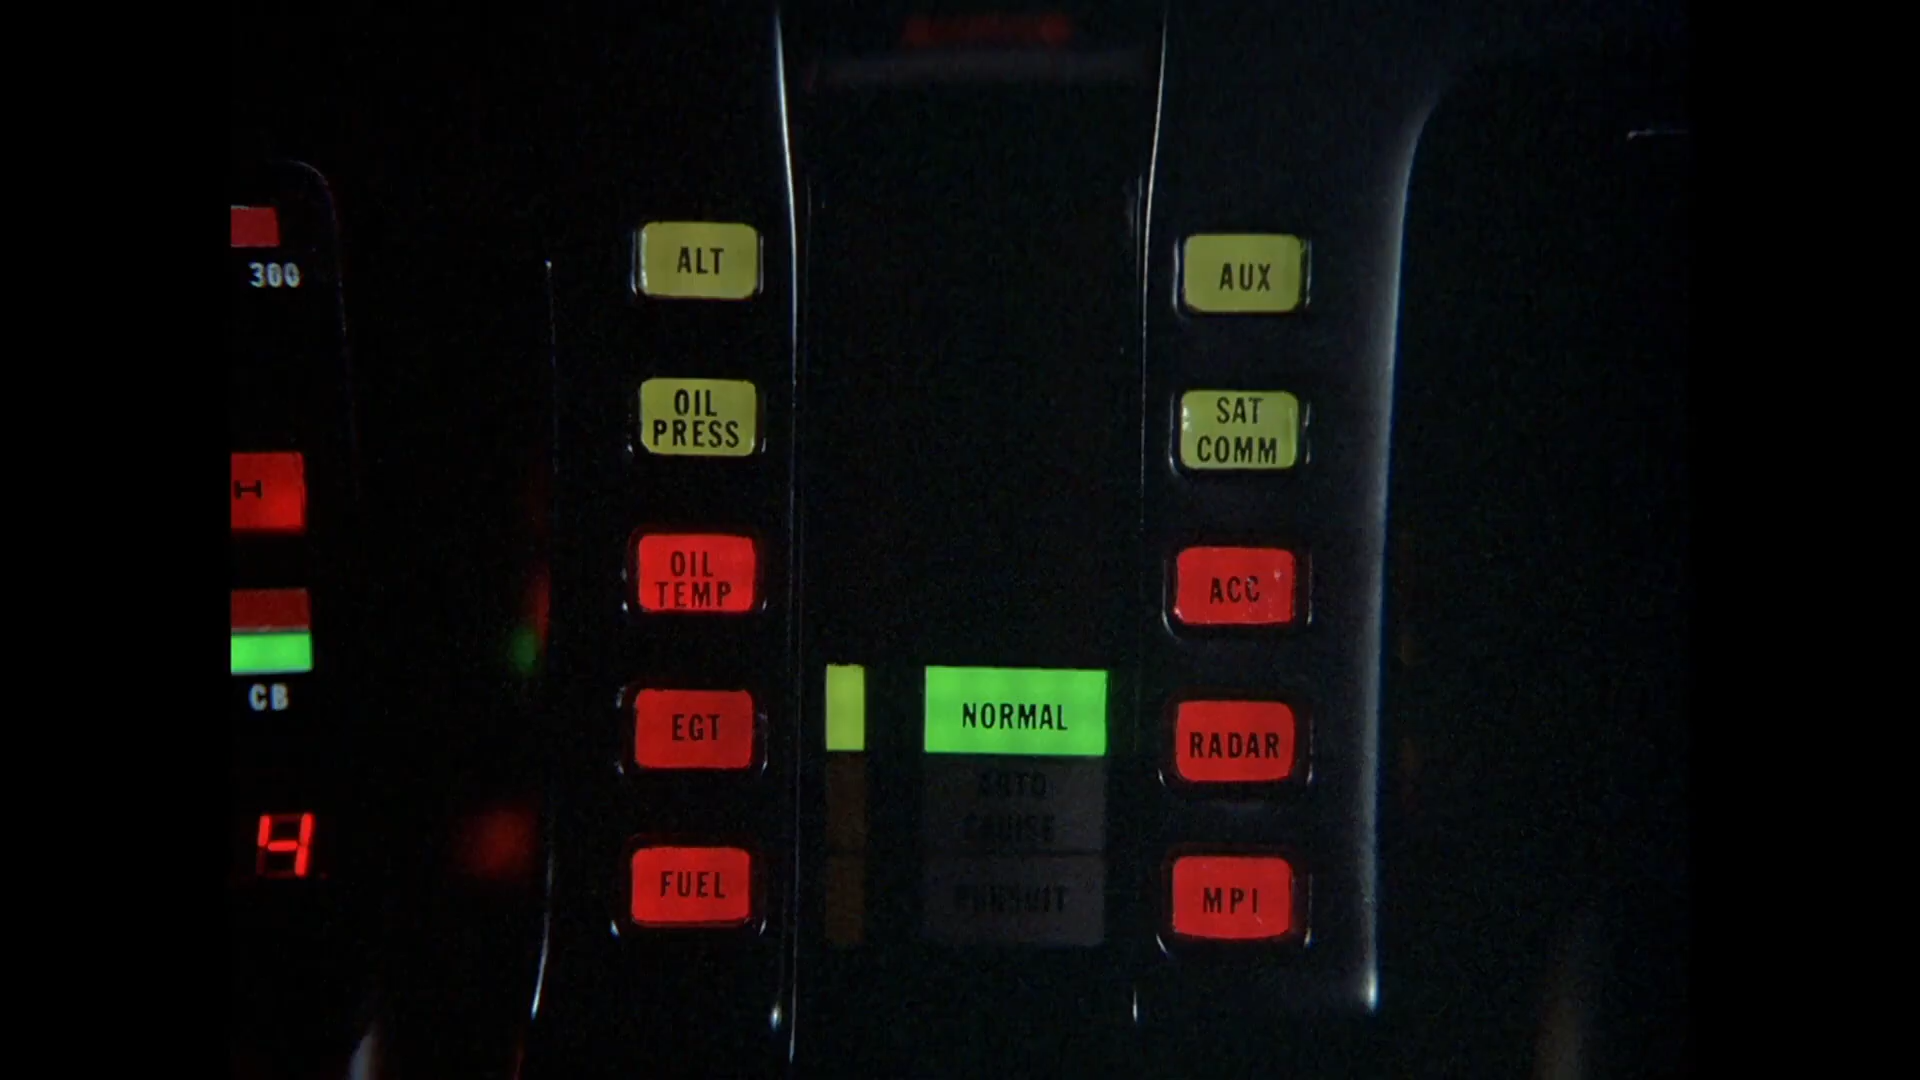 300
CB
4
ALT
OIL
PRESS
OIL
TEMP
EGT
FUEL
NORMAL
AUTO
CRUISE
PURSUIT
AUX
SAT
COMM
ACC
RADAR
MPI